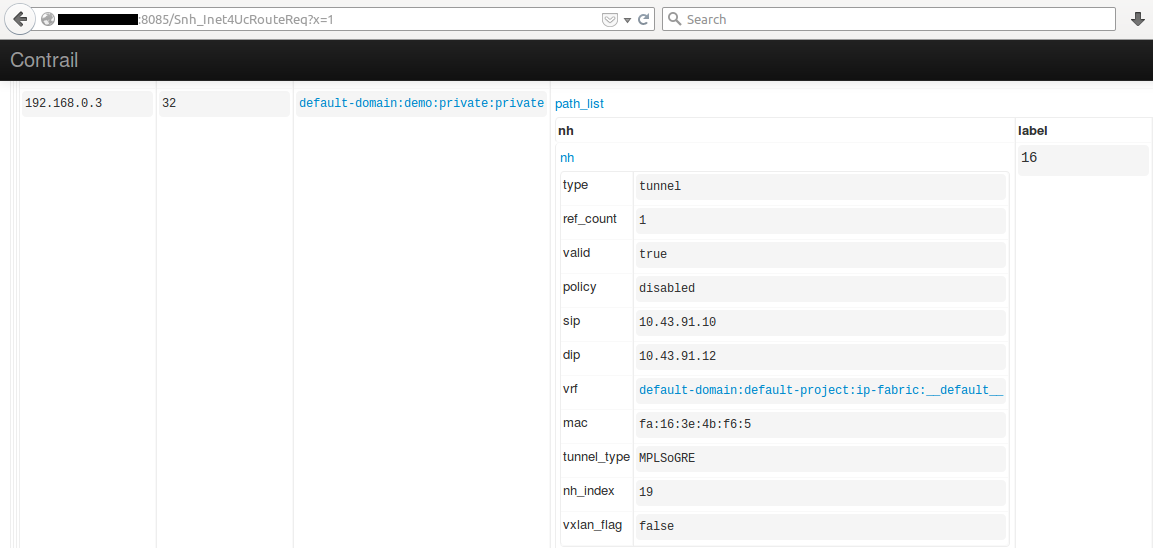 :8085/Snh_Inet4UcRouteReq?x=1 Search
Contrail
192.168.0.3 32 default-domain:demo:private:private path_list
nh label
nh 16
type tunnel
ref_count 1
valid true
policy disabled
sip 10.43.91.10
dip 10.43.91.12
vrf default-domain:default-project:ip-fabric:__default__
mac fa:16:3e:4b:f6:5
tunnel_type MPLSoGRE
nh_index 19
vxlan_flag false